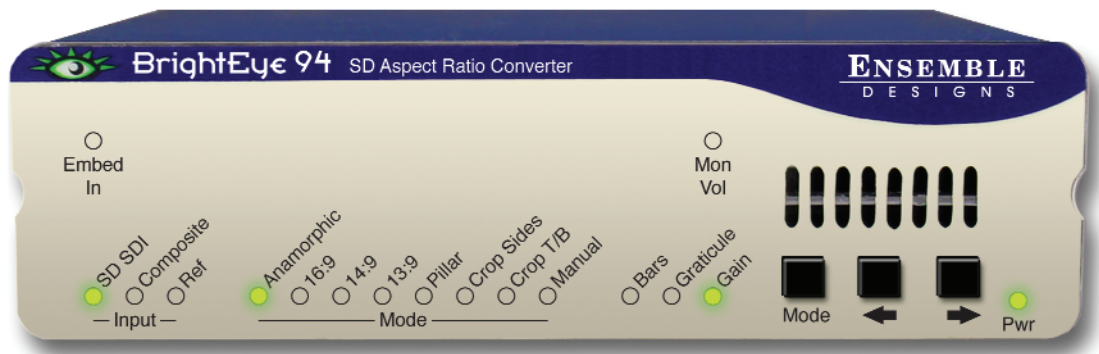 BrightEye 94 SD Aspect Ratio Converter
ENSEMBLE
DESIGNS
Embed
In
Mon
Vol
SD SDI
Composite
Ref
Input
Anamorphic
16:9
14:9
13:9
Pillar
Crop Sides
Crop T/B
Manual
Mode
Bars
Graticule
Gain
Mode
Pwr